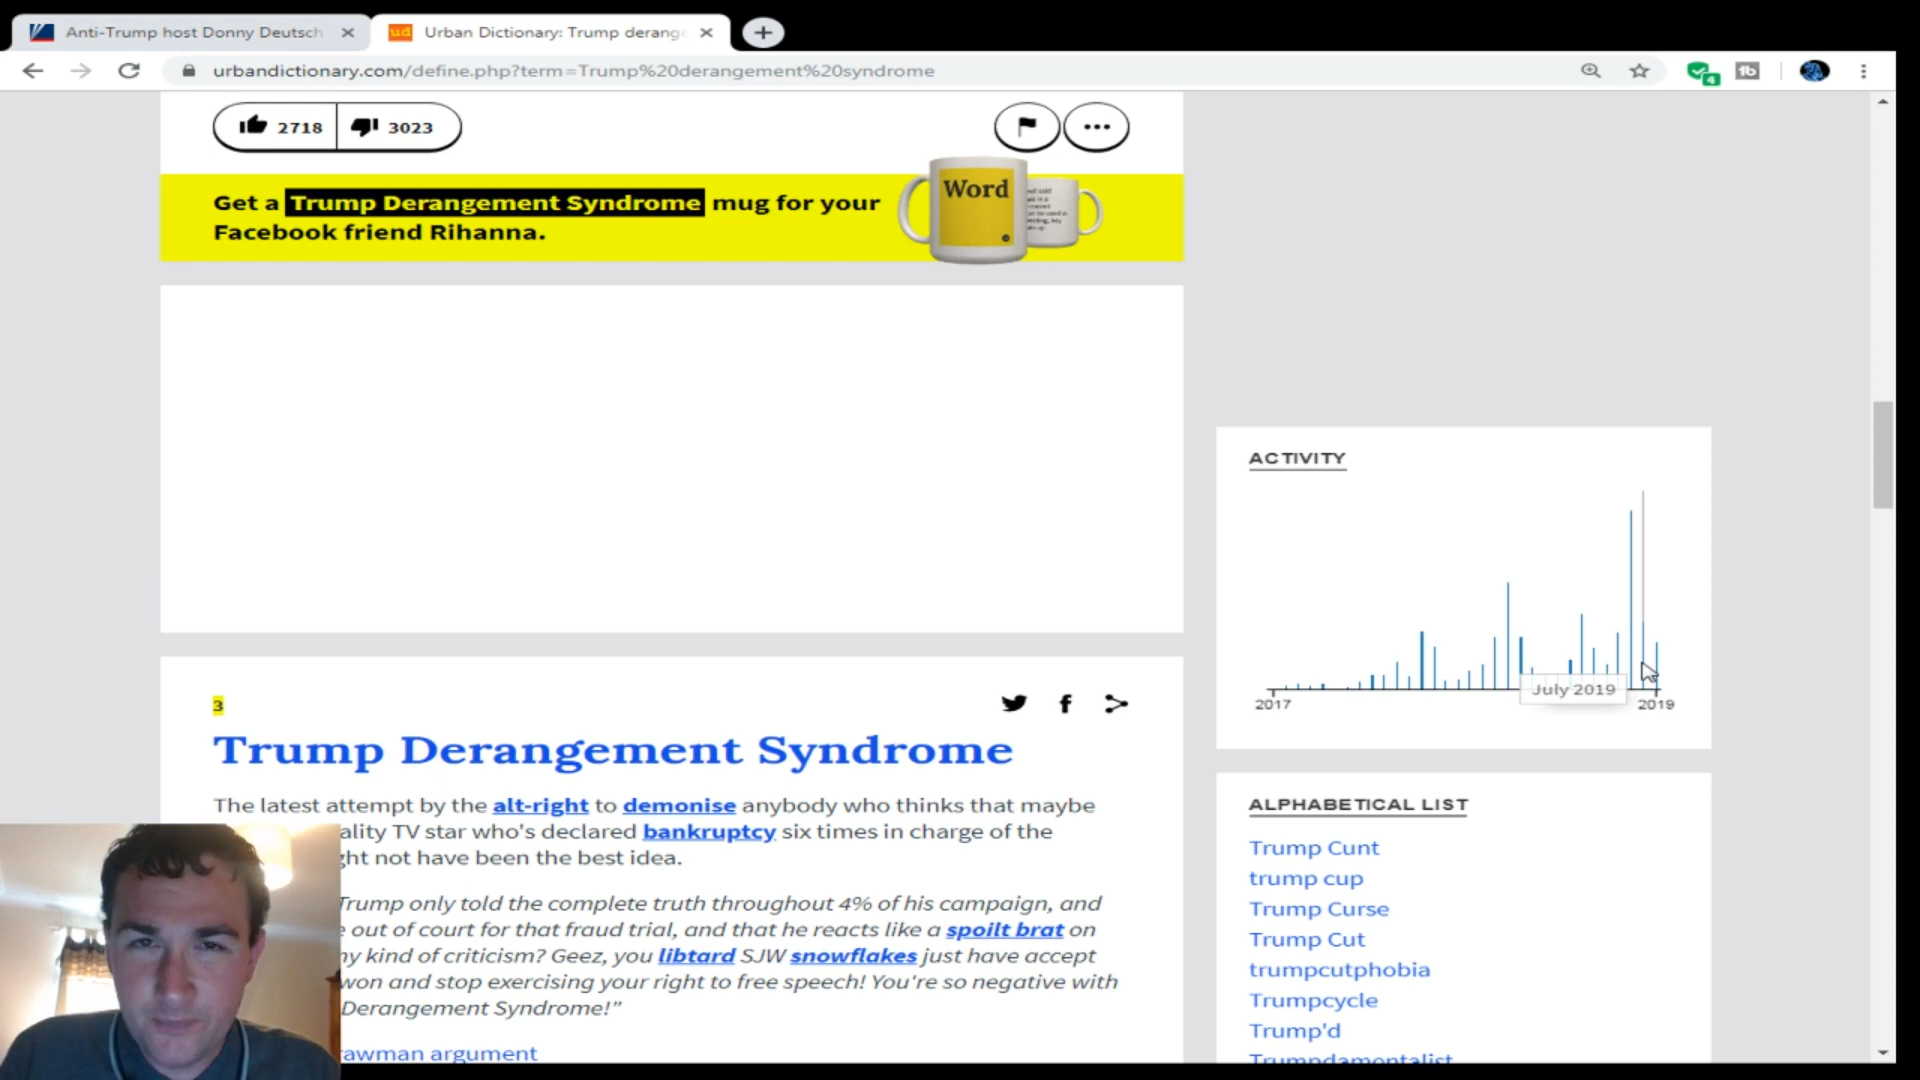 Anti-Trump host Donny Deutsch
ud Urban Dictionary: Trump derang
urbandictionary.com/define.php?term=Trump%20derangement%20syndrome
4
2718 3023
Get a Trump Derangement Syndrome mug for your
Facebook friend Rihanna.
Word
ACTIVITY
July 2019
2017 2019
3
Trump Derangement Syndrome
The latest attempt by the alt-right to demonise anybody who thinks that maybe
ality TV star who's declared bankruptcy six times in charge of the
ght not have been the best idea.
Trump only told the complete truth throughout 4% of his campaign, and
out of court for that fraud trial, and that he reacts like a spoilt brat on
ny kind of criticism? Geez, you libtard SJW snowflakes just have accept
won and stop exercising your right to free speech! You're so negative with
Derangement Syndrome!"
rawman argument
ALPHABETICAL LIST
Trump Cunt
trump cup
Trump Curse
Trump Cut
trumpcutphobia
Trumpcycle
Trump'd
Trumpdamentalist